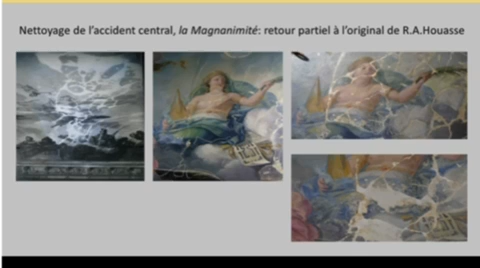 Nettoyage de l'accident central, la Magnanimité: retour partiel à l'original de R.A.Houasse